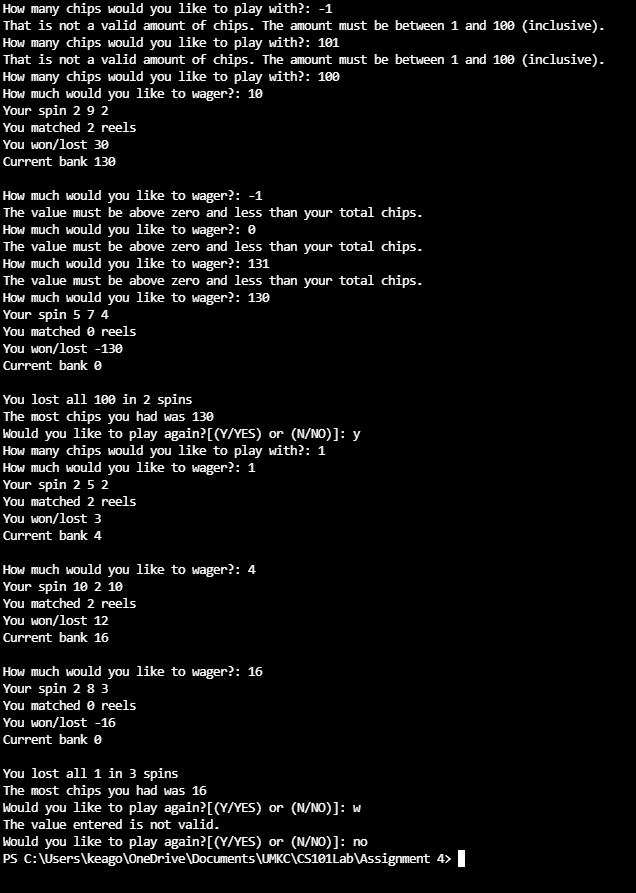 How many chips would you like to play with?: -1
That is not a valid amount of chips. The amount must be between 1 and 100 (inclusive).
How many chips would you like to play with?: 101
That is not a valid amount of chips. The amount must be between 1 and 100 (inclusive).
How many chips would you like to play with?: 100
How much would you like to wager?: 10
Your spin 2 9 2
You matched 2 reels
You won/lost 30
Current bank 130
How much would you like to wager?: -1
The value must be above zero and less than your total chips.
How much would you like to wager?: 0
The value must be above zero and less than your total chips.
How much would you like to wager?: 131
The value must be above zero and less than your total chips.
How much would you like to wager?: 130
Your spin 5 7 4
You matched 0 reels
You won/lost -130
Current bank 0
You lost all 100 in 2 spins
The most chips you had was 130
Would you like to play again?[(Y/YES) or (N/NO)]: y
How many chips would you like to play with?: 1
How much would you like to wager?: 1
Your spin 2 5 2
You matched 2 reels
You won/lost 3
Current bank 4
How much would you like to wager?: 4
Your spin 10 2 10
You matched 2 reels
You won/lost 12
Current bank 16
How much would you like to wager?: 16
Your spin 2 8 3
You matched 0 reels
You won/lost -16
Current bank 0
You lost all 1 in 3 spins
The most chips you had was 16
Would you like to play again?[(Y/YES) or (N/NO)]: w
The value entered is not valid.
Would you like to play again?[(Y/YES) or (N/NO)]: no
PS C:\Users\keago\OneDrive\Documents\UMKC\CS101Lab\Assignment 4>